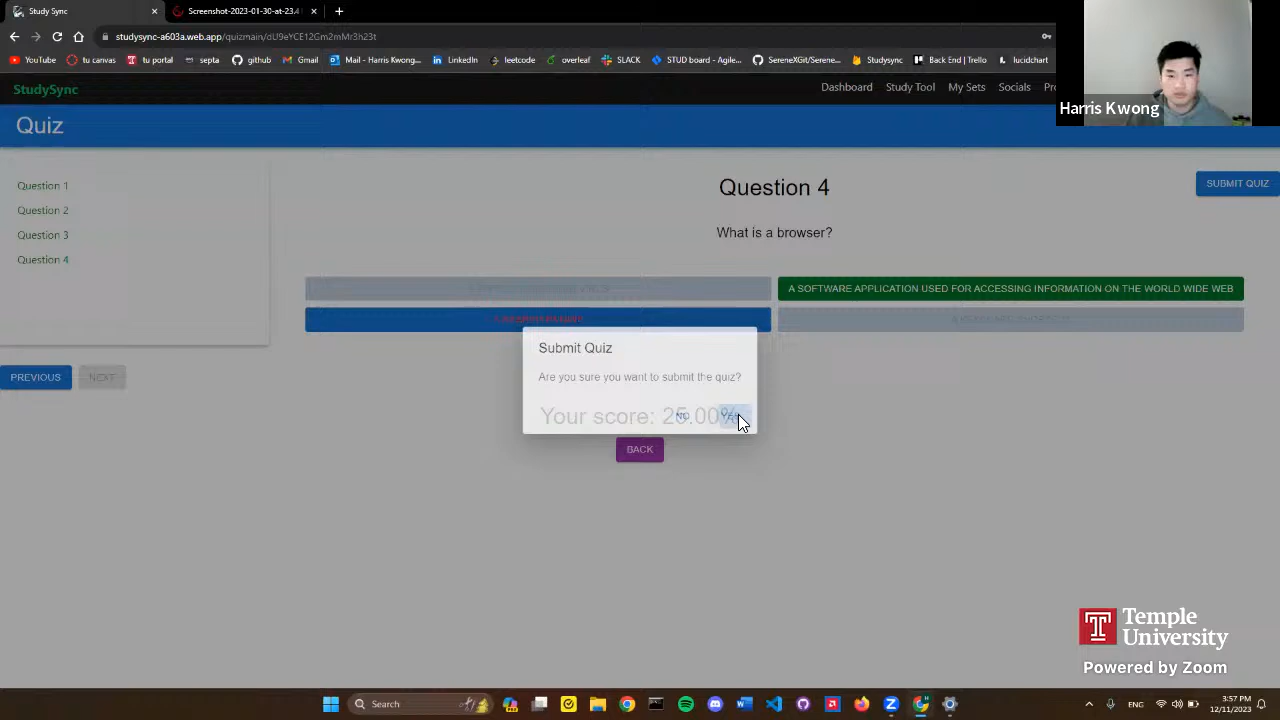 Study Sync
Screenshot-2023-01-30-at-23.4
studysync-a603a.web.app/quizmain/dU9eYCE12Gm2mMr3h23t
YouTube
tu canvas
tu portal
septa
github
Gmail
Mail - Harris Kwong...
LinkedIn
leetcode
overleaf
SLACK
STUD board - Agile...
SereneXGit/Serene...
Studysync
Back End | Trello
lucidchart
Harris Kwong
StudySync
Dashboard
Study Tool
My Sets
Socials
Quiz
Question 1
Question 2
Question 3
Question 4
PREVIOUS
NEXT
Question 4
SUBMIT QUIZ
What is a browser?
A SOFTWARE APPLICATION USED FOR ACCESSING INFORMATION ON THE WORLD WIDE WEB
Submit Quiz
Are you sure you want to submit the quiz?
Your score: 25.00%
NO
YES
BACK
Temple
University
Powered by Zoom
Search
ENG
3:57 PM
12/11/2023